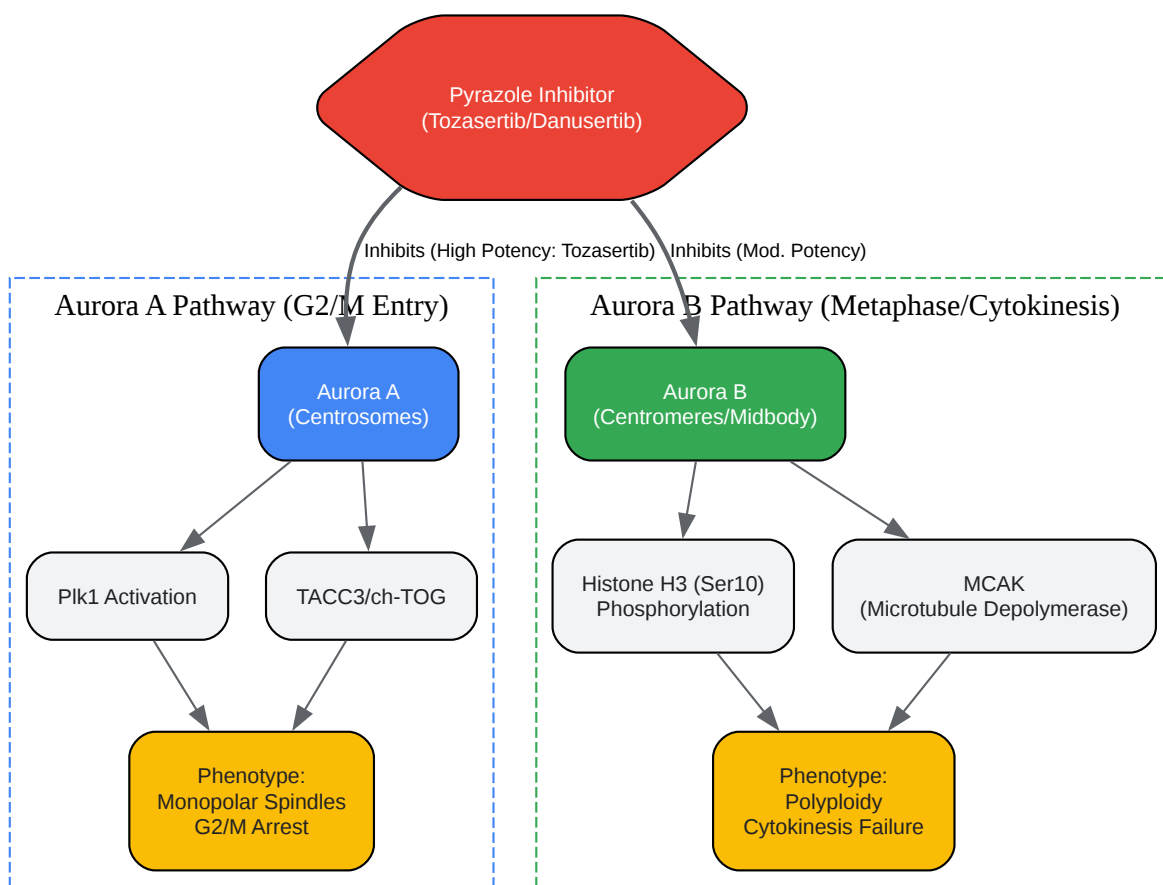 Pyrazole Inhibitor
(Tozasertib/Danusertib)
Inhibits (High Potency: Tozasertib)
Inhibits (Mod. Potency)
Aurora A Pathway (G2/M Entry)
Aurora B Pathway (Metaphase/Cytokinesis)
Aurora A
(Centrosomes)
Aurora B
(Centromeres/Midbody)
Plk1 Activation
TACC3/ch-TOG
Histone H3 (Ser10)
Phosphorylation
MCAK
(Microtubule Depolymerase)
Phenotype:
Monopolar Spindles
G2/M Arrest
Phenotype:
Polyploidy
Cytokinesis Failure